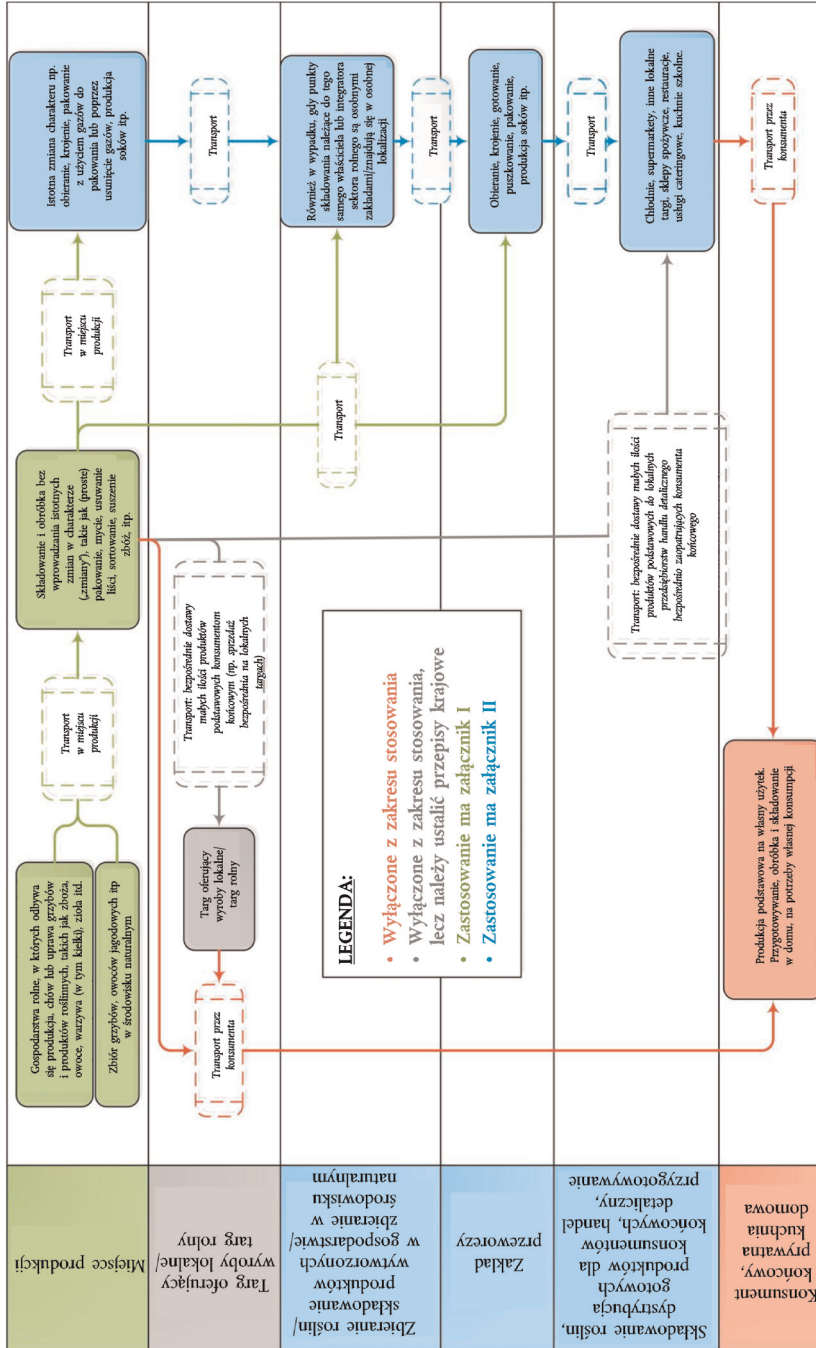 Miejsce produkcji
Gospodarstwa rolne, w których odbywa
się produkcja, chów lub uprawa grzybów
i produktów roślinnych, takich jak zboża,
owoce, warzywa (w tym kiełki), zioła itd.
Zbiór grzybów, owoców jagodowych itp
w środowisku naturalnym
Transport
w miejscu
produkcji
Składowanie i obróbka bez
wprowadzania istotnych
zmian w charakterze
(„zmiany”), takie jak (proste)
pakowanie, mycie, usuwanie
liści, sortowanie, suszenie
zbóż, itp.
Transport
w miejscu
produkcji
Istotna zmiana charakteru np.
obieranie, krojenie, pakowanie
z użyciem gazów do
pakowania lub poprzez
usunięcie gazów, produkcja
soków itp.
Targ oferujący
wyroby lokalne/
targ rolny
Transport przez
konsumenta
Targ oferujący
wyroby lokalne/
targ rolny
Transport: bezpośrednie dostawy
małych ilości produktów
podstawowych konsumentom
końcowym (np. sprzedaż
bezpośrednia na lokalnych
targach)
Transport
Zbieranie roślin/
składowanie
produktów
wytworzonych
w gospodarstwie/
zbieranie w
środowisku
naturalnym
Transport
Również w wypadku, gdy punkty
składowania należące do tego
samego właściciela lub integratora
sektora rolnego są osobnymi
zakładami/znajdują się w osobnej
lokalizacji
Transport
Zakład
przetworzy
Obieranie, krojenie, gotowanie,
puszkowanie, pakowanie,
produkcja soków itp.
Transport
LEGENDA:
• Wyłączone z zakresu stosowania
• Wyłączone z zakresu stosowania,
lecz należy ustalić przepisy krajowe
• Zastosowanie ma załącznik I
• Zastosowanie ma załącznik II
Składowanie roślin,
dystrybucja
gotowych
produktów dla
konsumentów
końcowych, handel
detaliczny,
przygotowywanie
Transport: bezpośrednie dostawy małych ilości
produktów podstawowych do lokalnych
przedsiębiorstw handlu detalicznego
bezpośrednio zaopatrujących konsumenta
końcowego
Chłodnie, supermarkety, inne lokalne
targi, sklepy spożywcze, restauracje,
usługi cateringowe, kuchnie szkolne.
Konsument
końcowy,
prywatna
kuchnia
domowa
Produkcja podstawowa na własny użytek.
Przygotowywanie, obróbka i składowanie
w domu, na potrzeby własnej konsumpcji
Transport przez
konsumenta